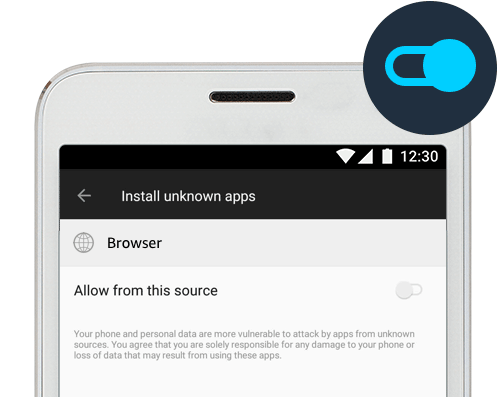 12:30
Install unknown apps
Browser
Allow from this source
Your phone and personal data are more vulnerable to attack by apps from unknown
sources. You agree that you are solely responsible for any damage to your phone or
loss of data that may result from using these apps.